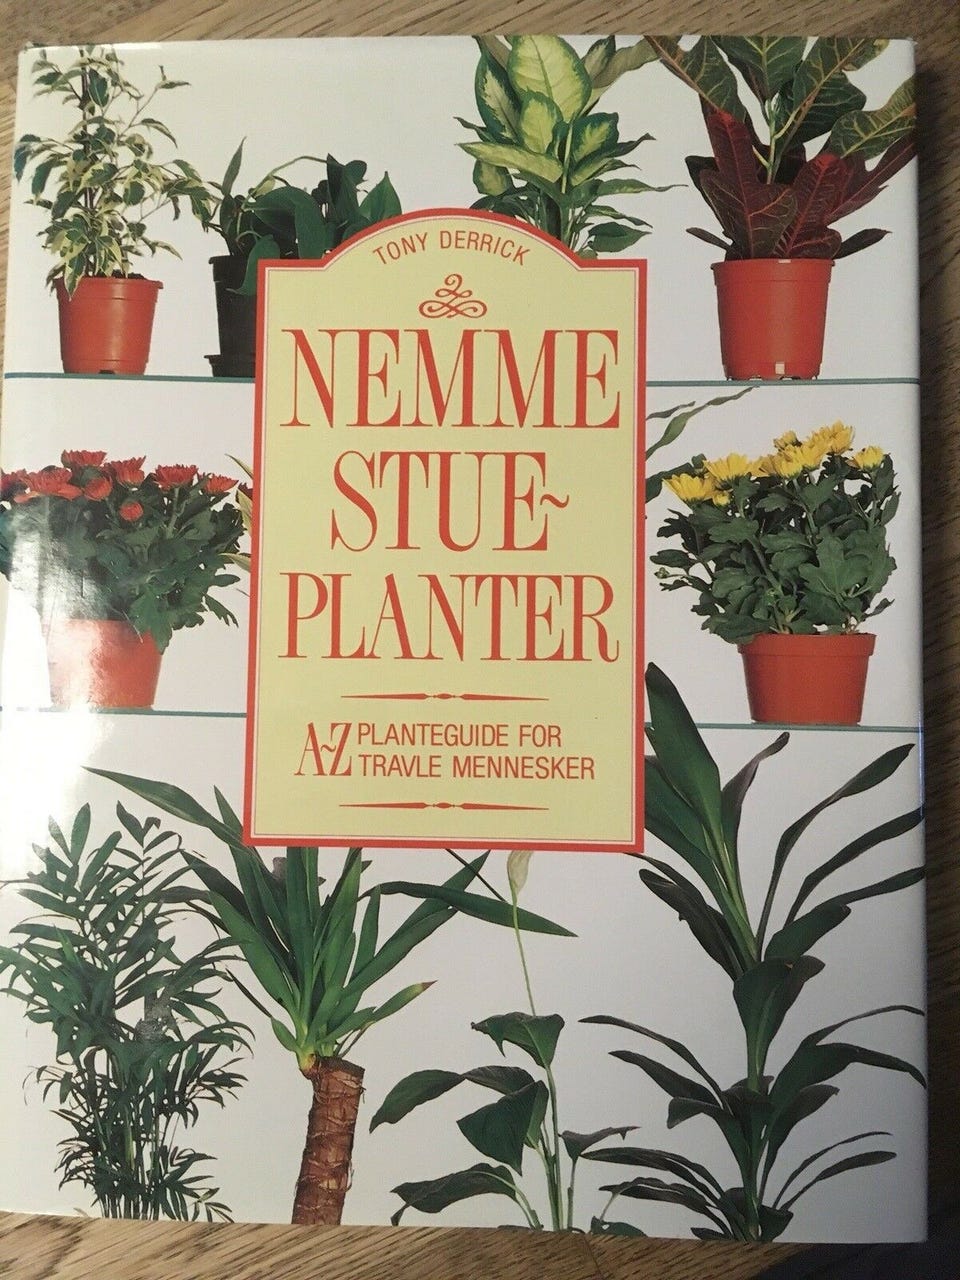 TONY DERRICK
NEMME
STUE~
PLANTER
A~Z PLANTEGUIDE FOR
TRAVLE MENNESKER